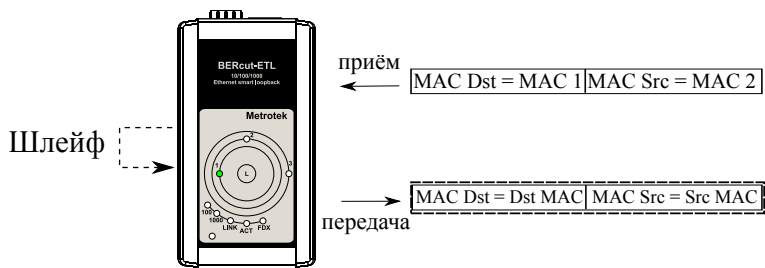 BERcut-ETL
10/100/1000
Ethernet smart loopback
Metrotek
2
1
3
L
100
1000
LINK ACT FDX
Шлейф
приём
MAC Dst = MAC 1 MAC Src = MAC 2
передача
MAC Dst = Dst MAC MAC Src = Src MAC